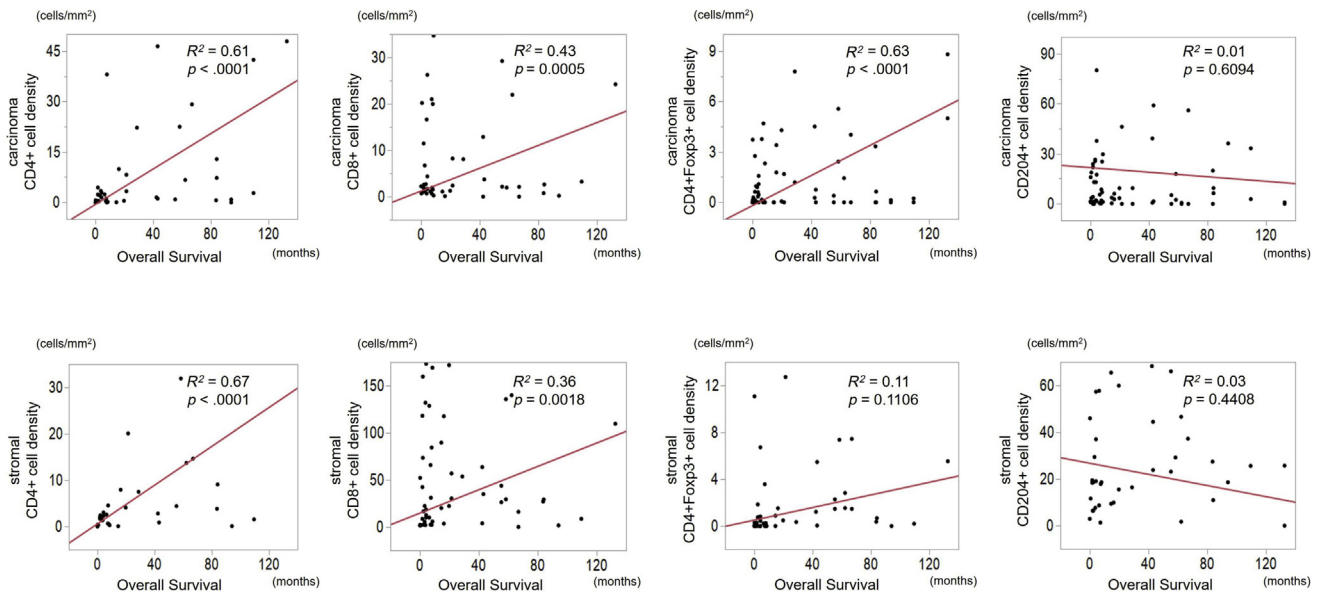 (cells/mm²)
carcinoma
CD4+ cell density
45
30
15
0
R² = 0.61
p < .0001
0 40 80 120
Overall Survival (months)
(cells/mm²)
carcinoma
CD8+ cell density
30
20
10
0
R² = 0.43
p = 0.0005
0 40 80 120
Overall Survival (months)
(cells/mm²)
carcinoma
CD4+Foxp3+ cell density
9
6
3
0
R² = 0.63
p < .0001
0 40 80 120
Overall Survival (months)
(cells/mm²)
carcinoma
CD204+ cell density
90
60
30
0
R² = 0.01
p = 0.6094
0 40 80 120
Overall Survival (months)
(cells/mm²)
stromal
CD4+ cell density
30
20
10
0
R² = 0.67
p < .0001
0 40 80 120
Overall Survival (months)
(cells/mm²)
stromal
CD8+ cell density
150
100
50
0
R² = 0.36
p = 0.0018
0 40 80 120
Overall Survival (months)
(cells/mm²)
stromal
CD4+Foxp3+ cell density
12
8
4
0
R² = 0.11
p = 0.1106
0 40 80 120
Overall Survival (months)
(cells/mm²)
stromal
CD204+ cell density
60
40
20
0
R² = 0.03
p = 0.4408
0 40 80 120
Overall Survival (months)